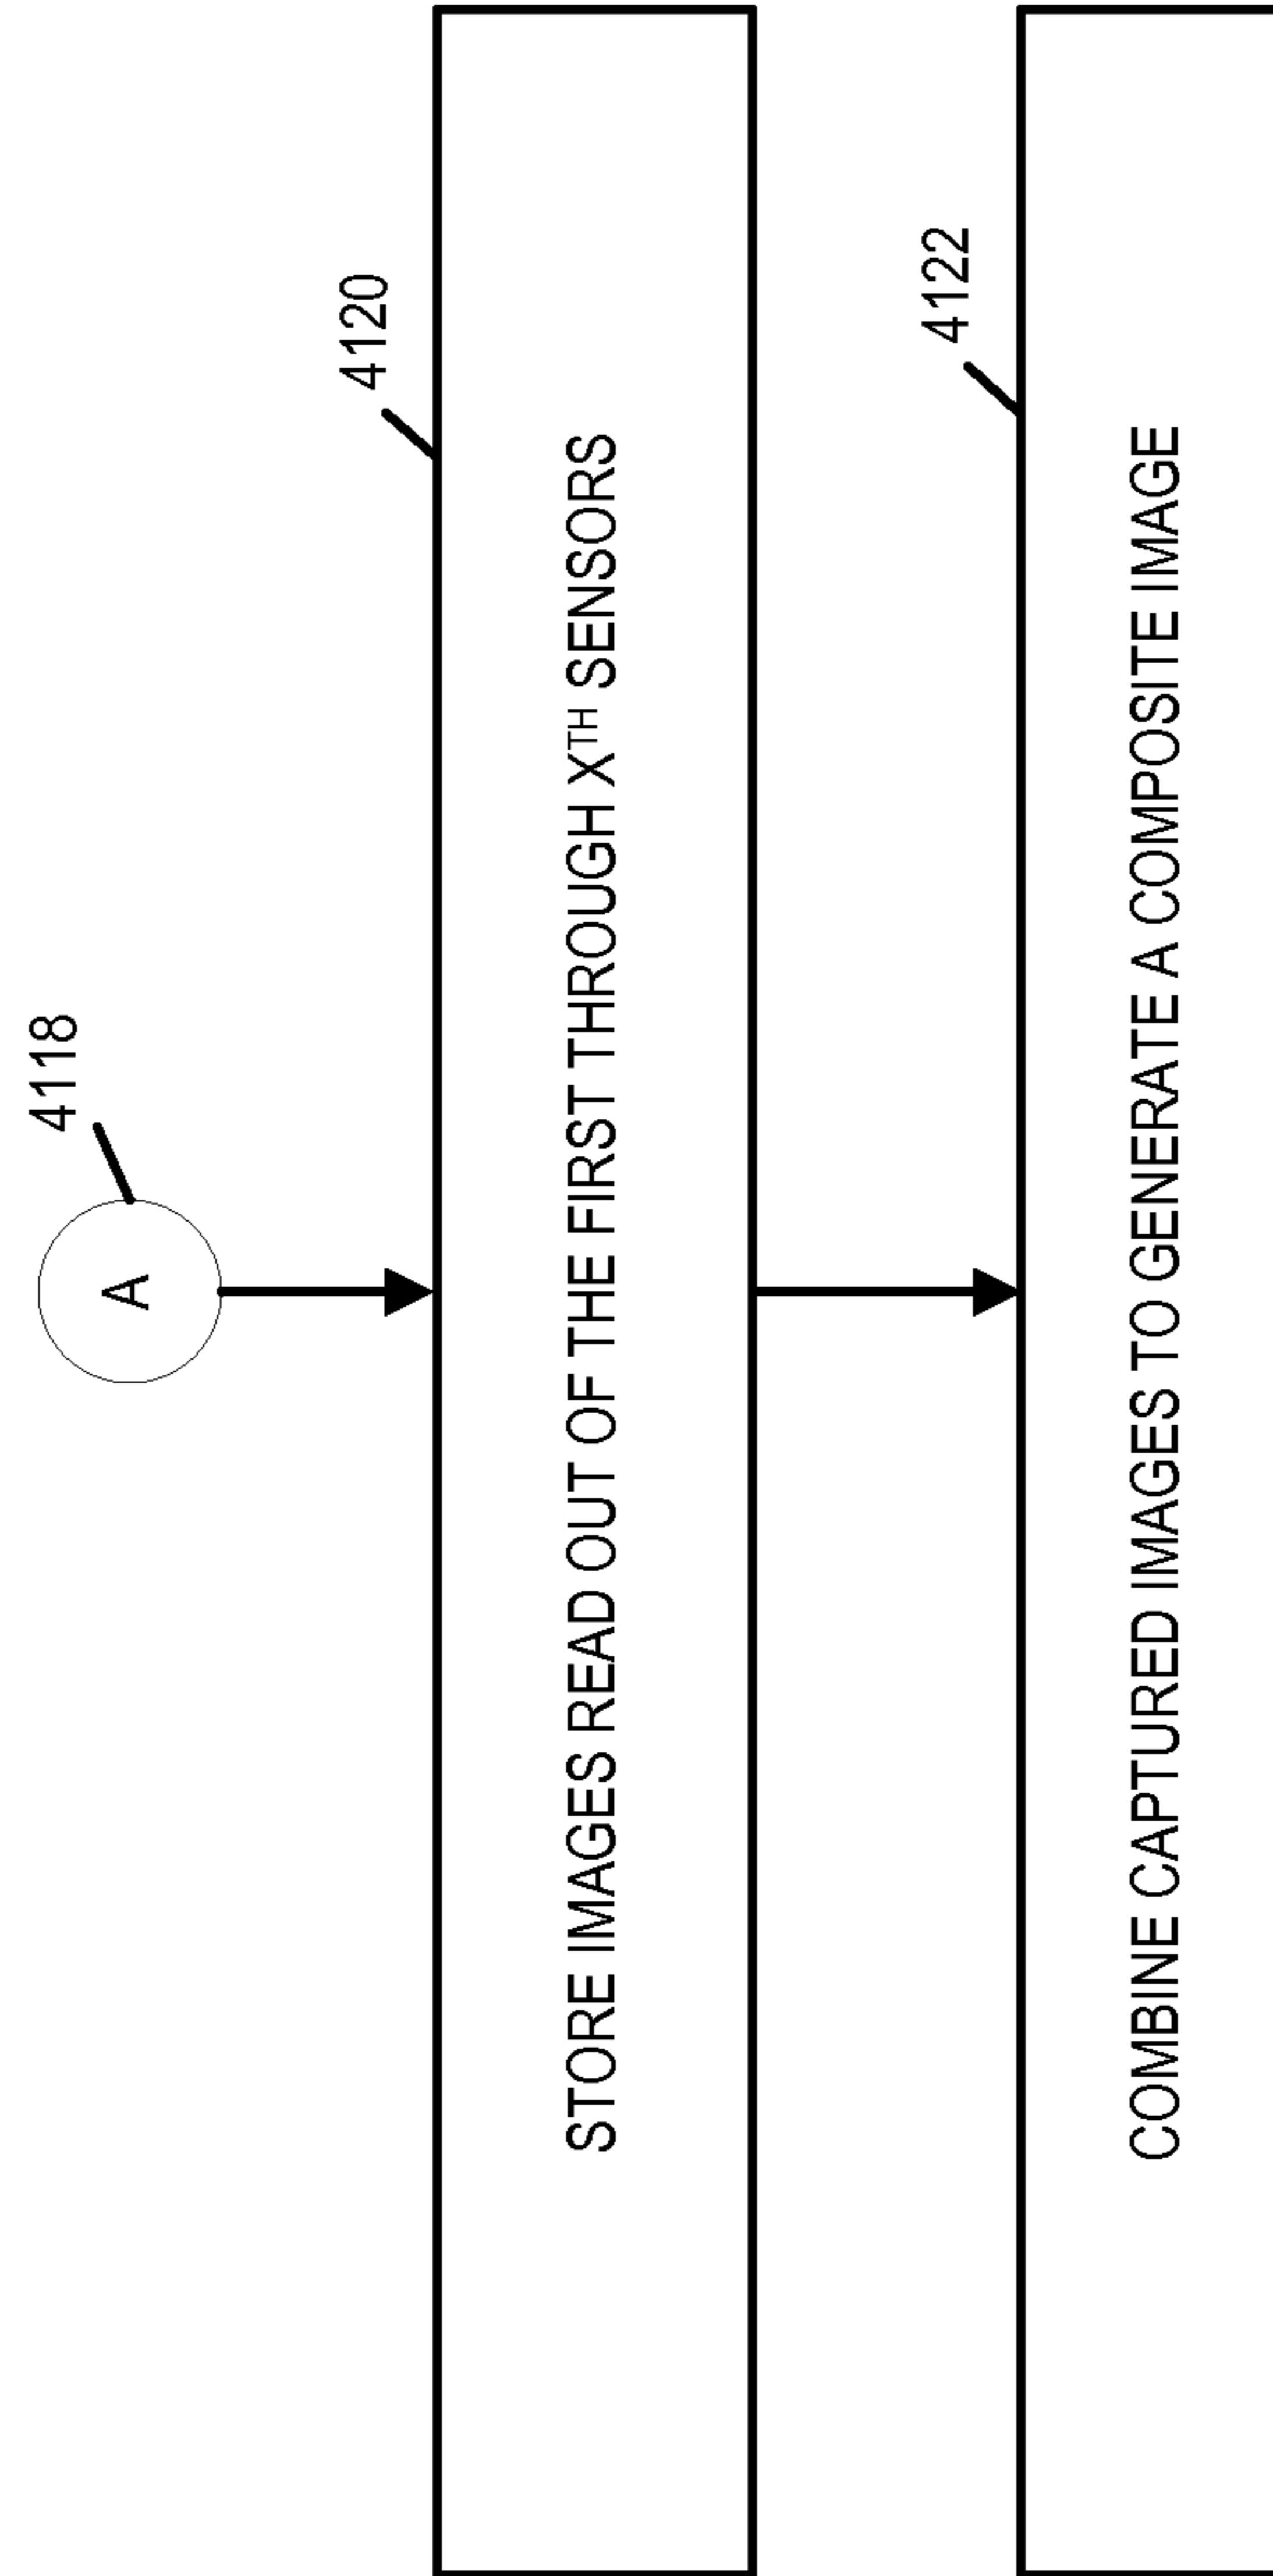 4118
A
4120
STORE IMAGES READ OUT OF THE FIRST THROUGH XTH SENSORS
4122
COMBINE CAPTURED IMAGES TO GENERATE A COMPOSITE IMAGE